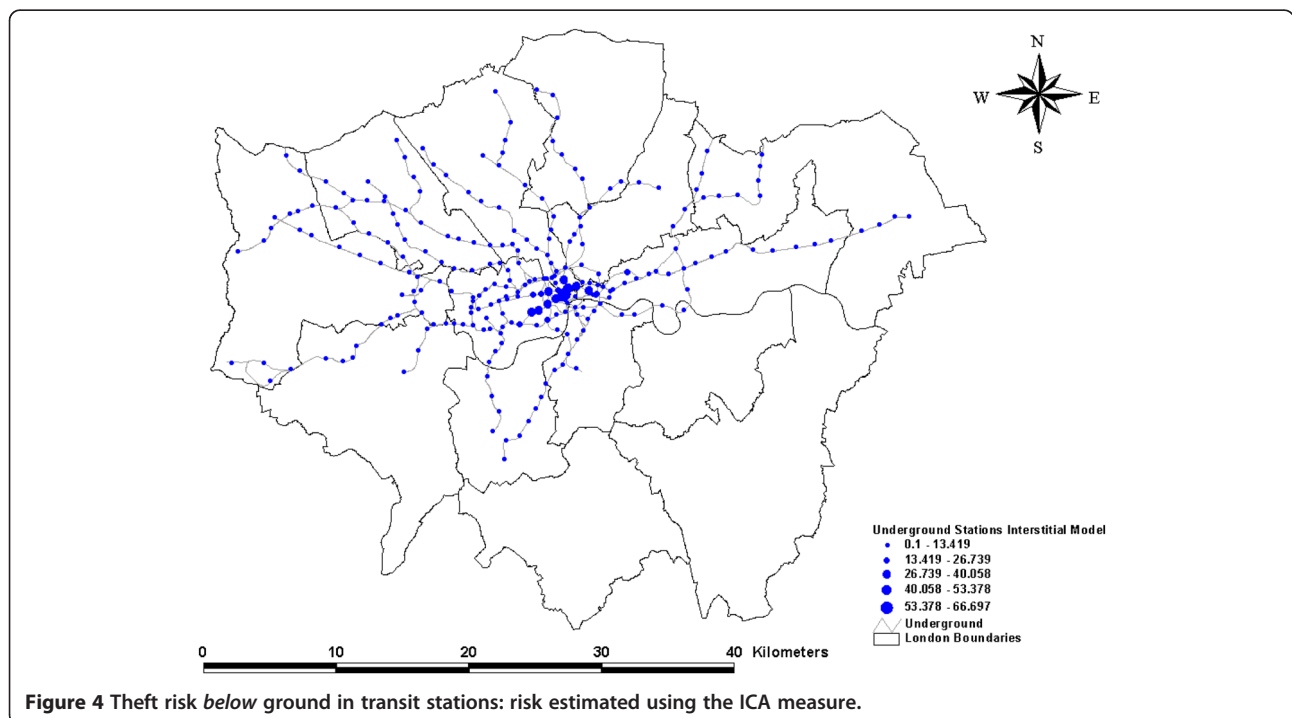 N
W E
S
Underground Stations Interstitial Model
0.1 - 13.419
13.419 - 26.739
26.739 - 40.058
40.058 - 53.378
53.378 - 66.697
Underground
London Boundaries
0 10 20 30 40 Kilometers
Figure 4 Theft risk below ground in transit stations: risk estimated using the ICA measure.